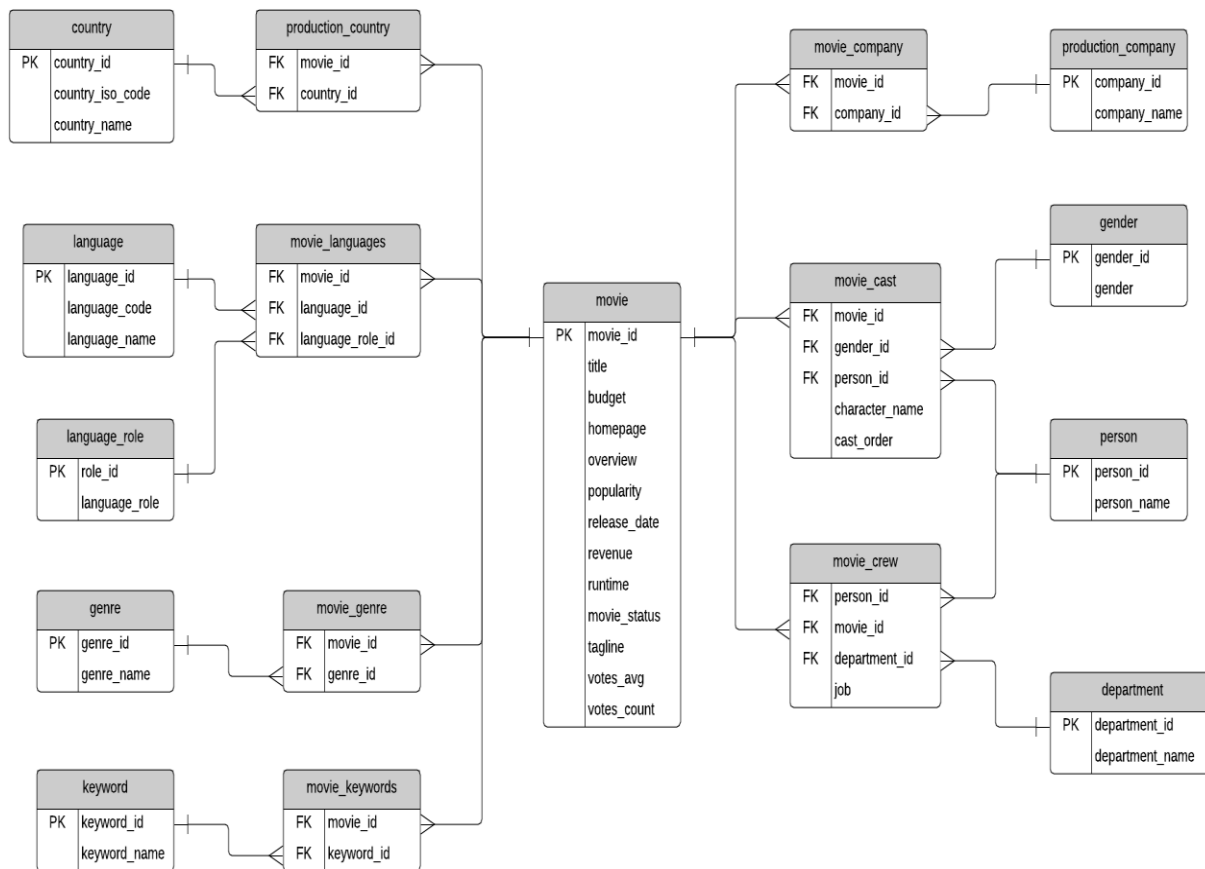 country
PK country_id
country_iso_code
country_name
production_country
FK movie_id
FK country_id
language
PK language_id
language_code
language_name
movie_languages
FK movie_id
FK language_id
FK language_role_id
language_role
PK role_id
language_role
genre
PK genre_id
genre_name
movie_genre
FK movie_id
FK genre_id
keyword
PK keyword_id
keyword_name
movie_keywords
FK movie_id
FK keyword_id
movie
PK movie_id
title
budget
homepage
overview
popularity
release_date
revenue
runtime
movie_status
tagline
votes_avg
votes_count
movie_company
FK movie_id
FK company_id
production_company
PK company_id
company_name
gender
PK gender_id
gender
movie_cast
FK movie_id
FK gender_id
FK person_id
character_name
cast_order
person
PK person_id
person_name
movie_crew
FK person_id
FK movie_id
FK department_id
job
department
PK department_id
department_name